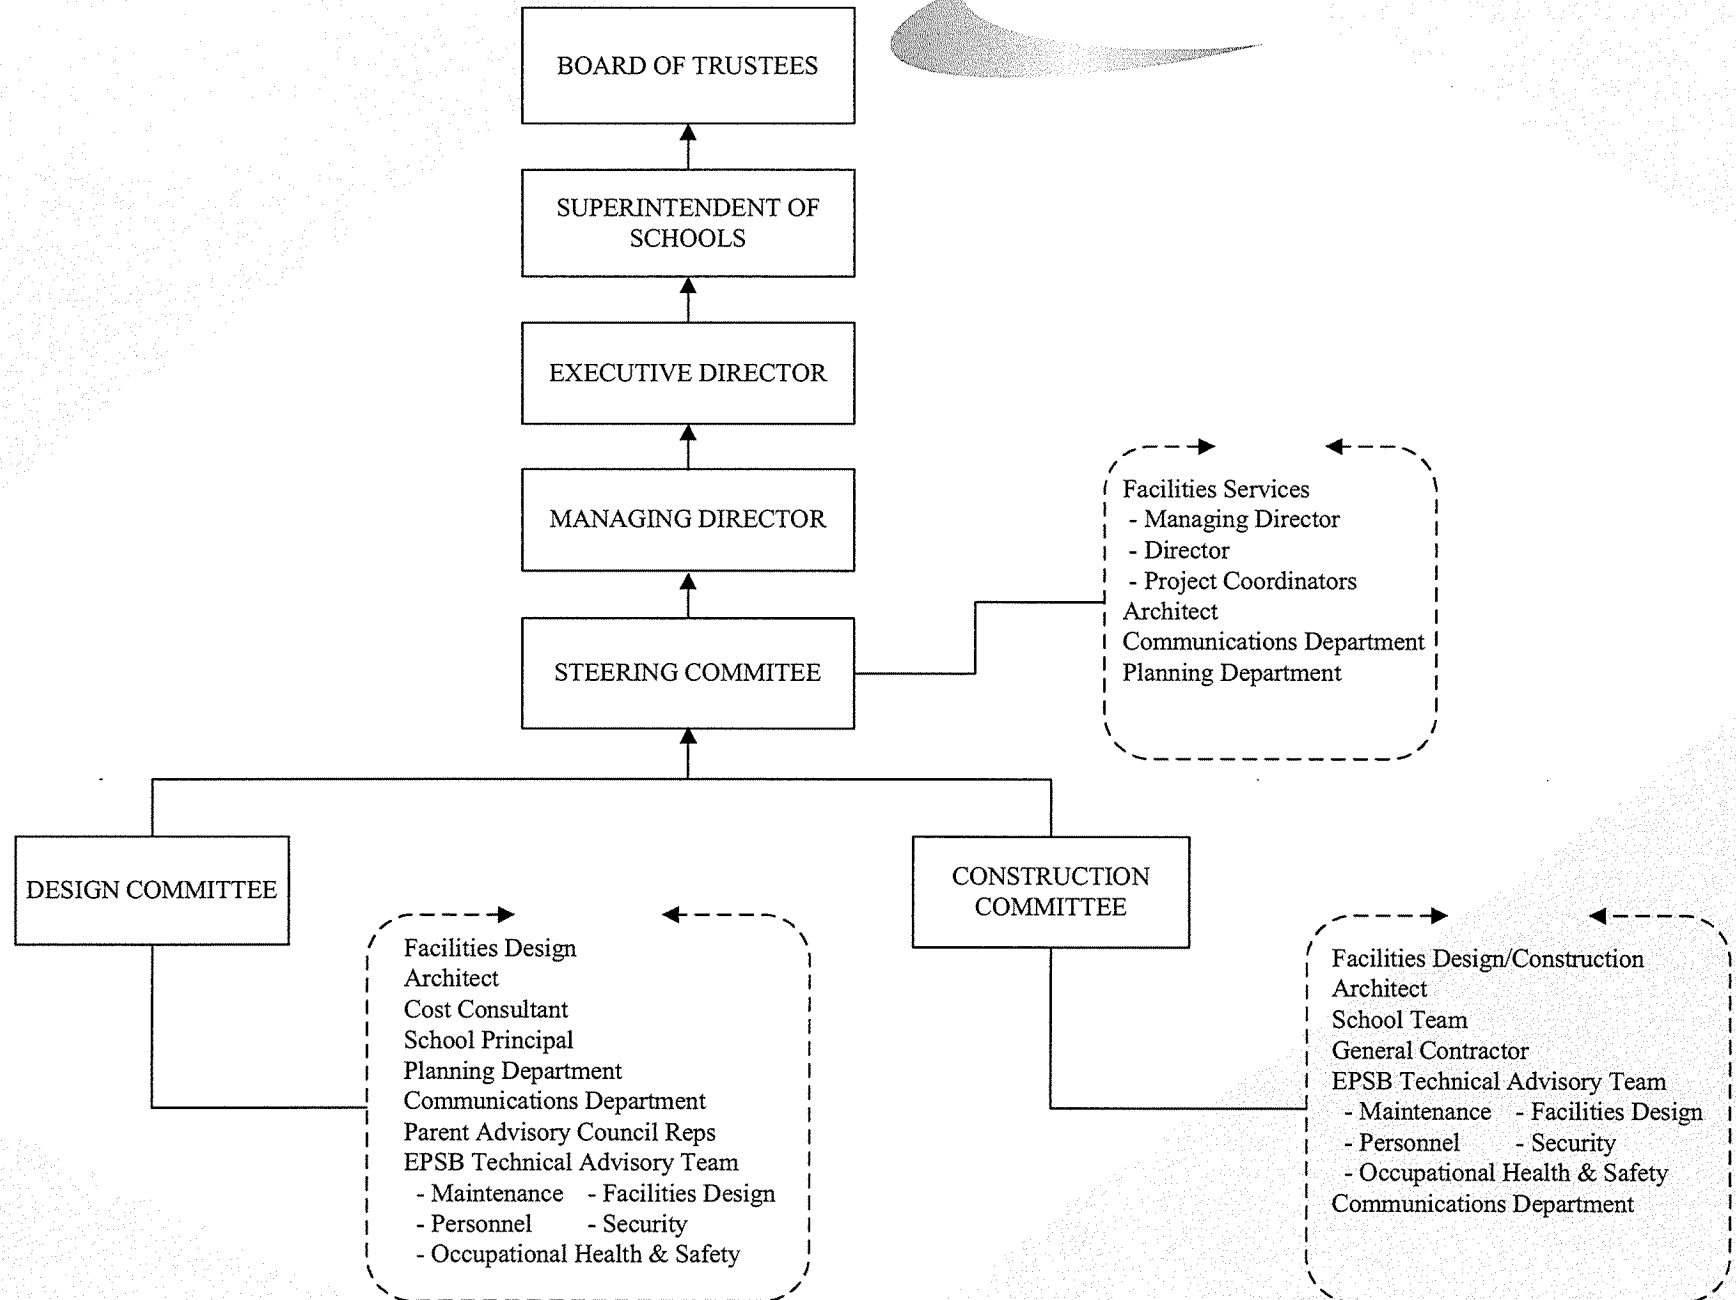 BOARD OF TRUSTEES
SUPERINTENDENT OF
SCHOOLS
EXECUTIVE DIRECTOR
MANAGING DIRECTOR
STEERING COMMITEE
Facilities Services
- Managing Director
- Director
- Project Coordinators
Architect
Communications Department
Planning Department
DESIGN COMMITTEE
Facilities Design
Architect
Cost Consultant
School Principal
Planning Department
Communications Department
Parent Advisory Council Reps
EPSB Technical Advisory Team
- Maintenance - Facilities Design
- Personnel - Security
- Occupational Health & Safety
CONSTRUCTION
COMMITTEE
Facilities Design/Construction
Architect
School Team
General Contractor
EPSB Technical Advisory Team
- Maintenance - Facilities Design
- Personnel - Security
- Occupational Health & Safety
Communications Department